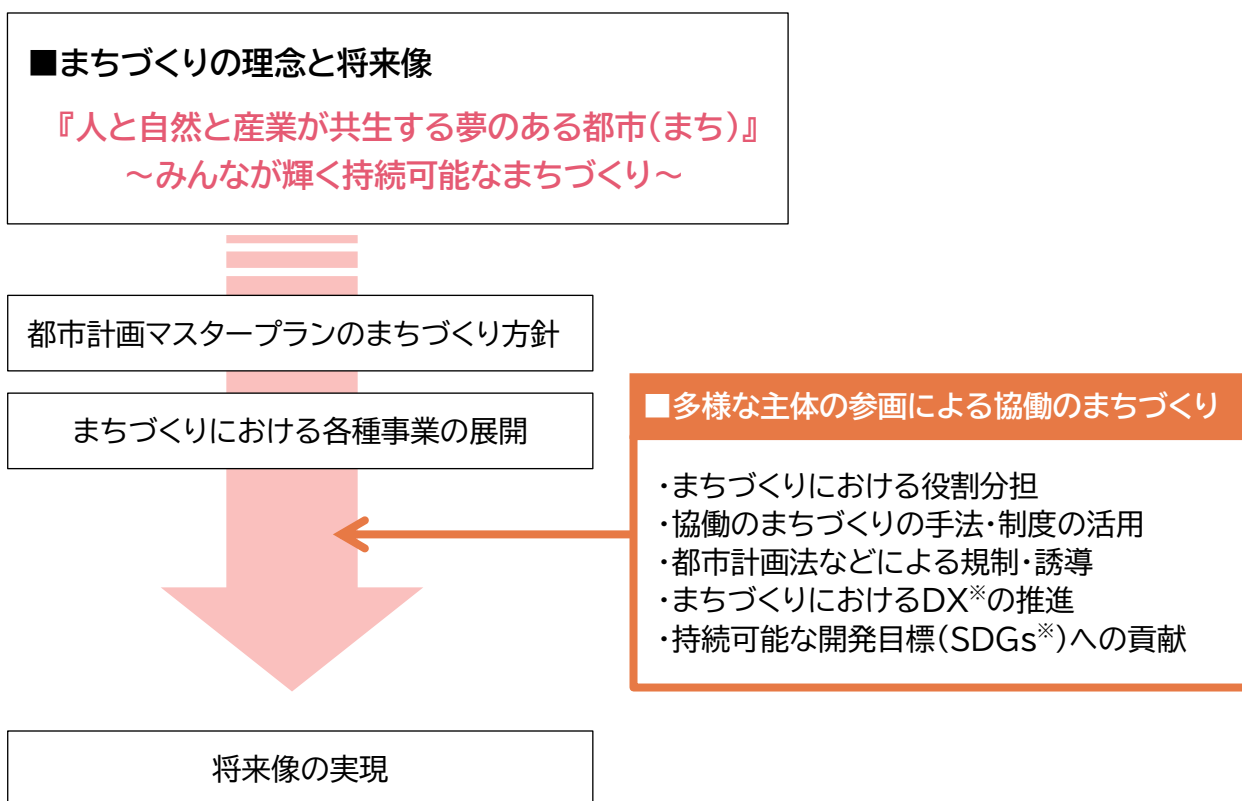 ■まちづくりの理念と将来像
『人と自然と産業が共生する夢のある都市(まち)』
～みんなが輝く持続可能なまちづくり～
都市計画マスタープランのまちづくり方針
まちづくりにおける各種事業の展開
■多様な主体の参画による協働のまちづくり
・まちづくりにおける役割分担
・協働のまちづくりの手法・制度の活用
・都市計画法などによる規制・誘導
・まちづくりにおけるDX※の推進
・持続可能な開発目標(SDGs※)への貢献
将来像の実現